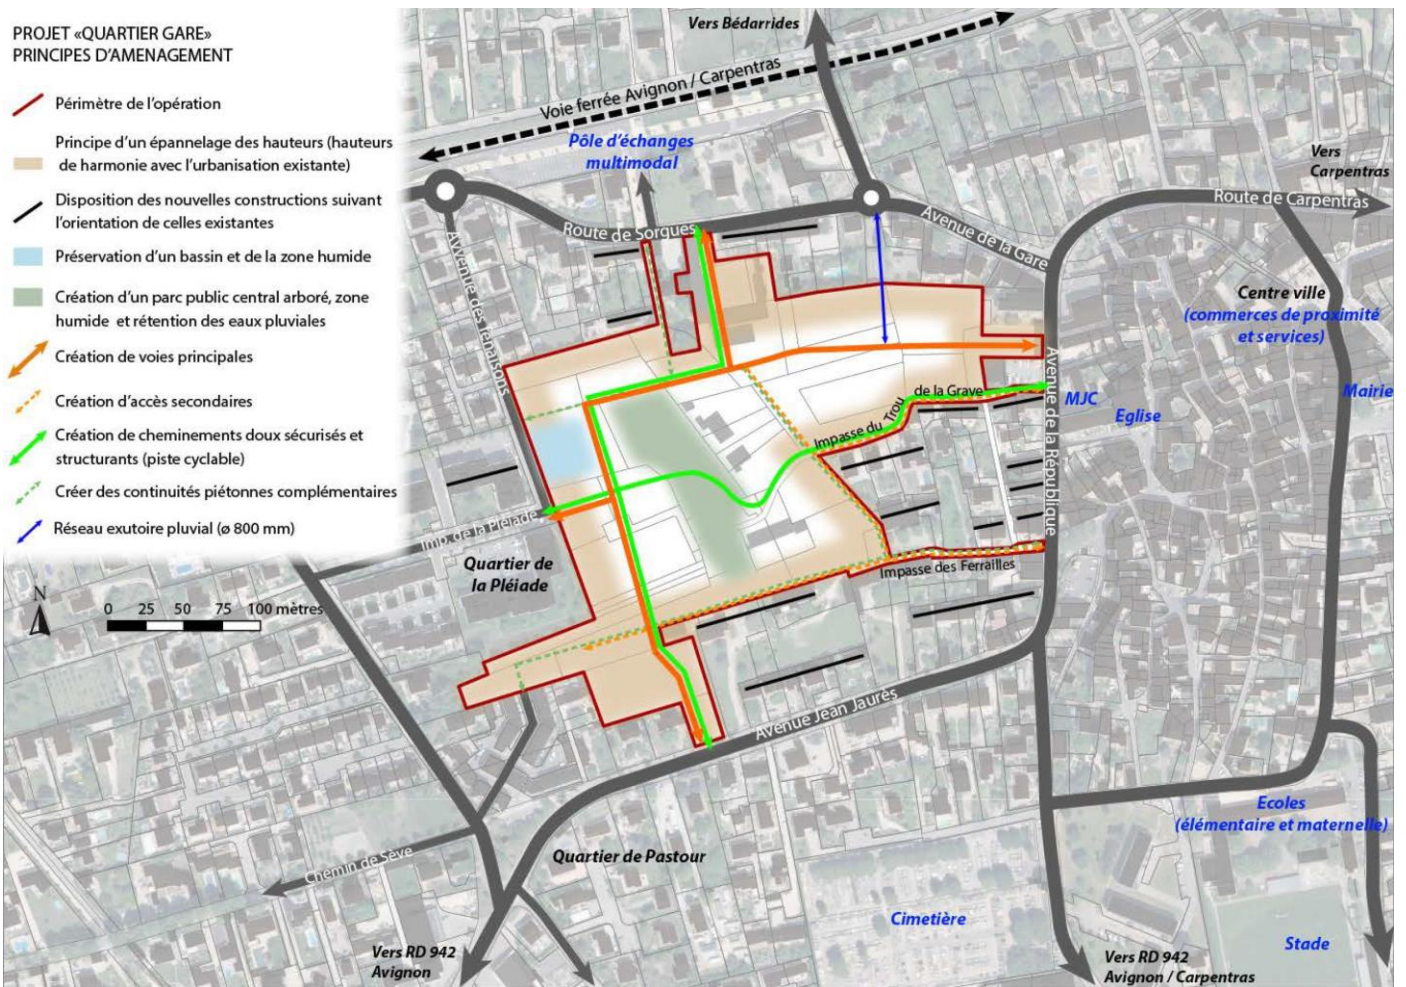 PROJET «QUARTIER GARE»
PRINCIPES D'AMENAGEMENT
Périmètre de l'opération
Principe d'un épannelage des hauteurs (hauteurs
de harmonie avec l'urbanisation existante)
Disposition des nouvelles constructions suivant
l'orientation de celles existantes
Préservation d'un bassin et de la zone humide
Création d'un parc public central arboré, zone
humide et rétention des eaux pluviales
Création de voies principales
Création d'accès secondaires
Création de cheminements doux sécurisés et
structurants (piste cyclable)
Créer des continuités piétonnes complémentaires
Réseau exutoire pluvial (ø 800 mm)
N
0 25 50 75 100 mètres
Vers Bédarrides
Voie ferrée Avignon / Carpentras
Pôle d'échanges
multimodal
Vers
Carpentras
Route de Carpentras
Route de Sorgues
Avenue de la Gare
Avvenue des fenaisons
Centre ville
(commerces de proximité
et services)
Avenue de la République
MJC
Eglise
Mairie
Impasse du Trou de la Grave
Imp. de la Pléiade
Quartier de
la Pléiade
Impasse des Ferrailles
Avenue Jean Jaurès
Chemin de Sève
Quartier de Pastour
Ecoles
(élémentaire et maternelle)
Cimetière
Stade
Vers RD 942
Avignon
Vers RD 942
Avignon / Carpentras